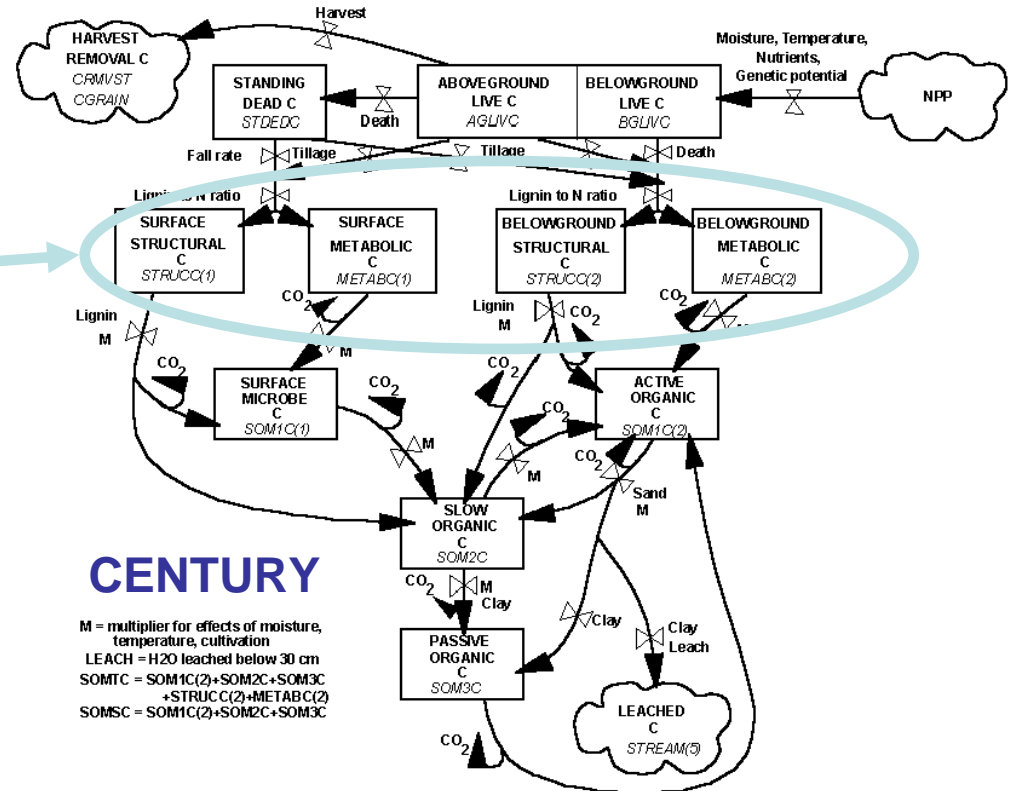 Harvest
HARVEST
REMOVAL C
CRMVST
CGRAIN
STANDING
DEAD C
STDEDC
Death
ABOVEGROUND
LIVE C
AGLIVC
BELOWGROUND
LIVE C
BGLIVC
Moisture, Temperature,
Nutrients,
Genetic potential
NPP
Fall rate
Tillage
Tillage
Death
Lignin to N ratio
Lignin to N ratio
SURFACE
STRUCTURAL
C
STRUCC(1)
SURFACE
METABOLIC
C
METABC(1)
BELOWGROUND
STRUCTURAL
C
STRUCC(2)
BELOWGROUND
METABOLIC
C
METABC(2)
Lignin
M
CO2
M
Lignin
M
CO2
CO2
CO2
SURFACE
MICROBE
C
SOM1C(1)
CO2
M
CO2
CO2
M
ACTIVE
ORGANIC
C
SOM1C(2)
CO2
Sand
M
SLOW
ORGANIC
C
SOM2C
CO2
M
Clay
Clay
Clay
Leach
PASSIVE
ORGANIC
C
SOM3C
CO2
LEACHED
C
STREAM(5)
CENTURY
M = multiplier for effects of moisture,
temperature, cultivation
LEACH = H2O leached below 30 cm
SOMTC = SOM1C(2)+SOM2C+SOM3C
+STRUCC(2)+METABC(2)
SOMSC = SOM1C(2)+SOM2C+SOM3C